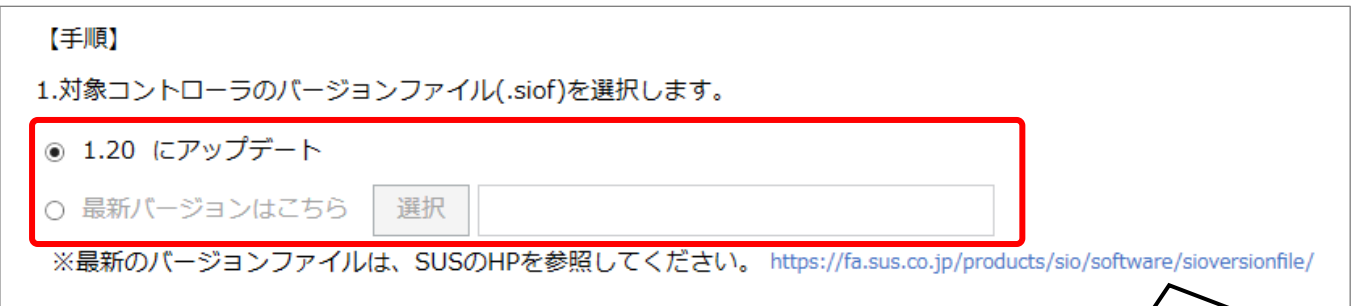 【手順】
1.対象コントローラのバージョンファイル(.siof)を選択します。
1.20 にアップデート
最新バージョンはこちら 選択
※最新のバージョンファイルは、SUSのHPを参照してください。 https://fa.sus.co.jp/products/sio/software/sioversionfile/